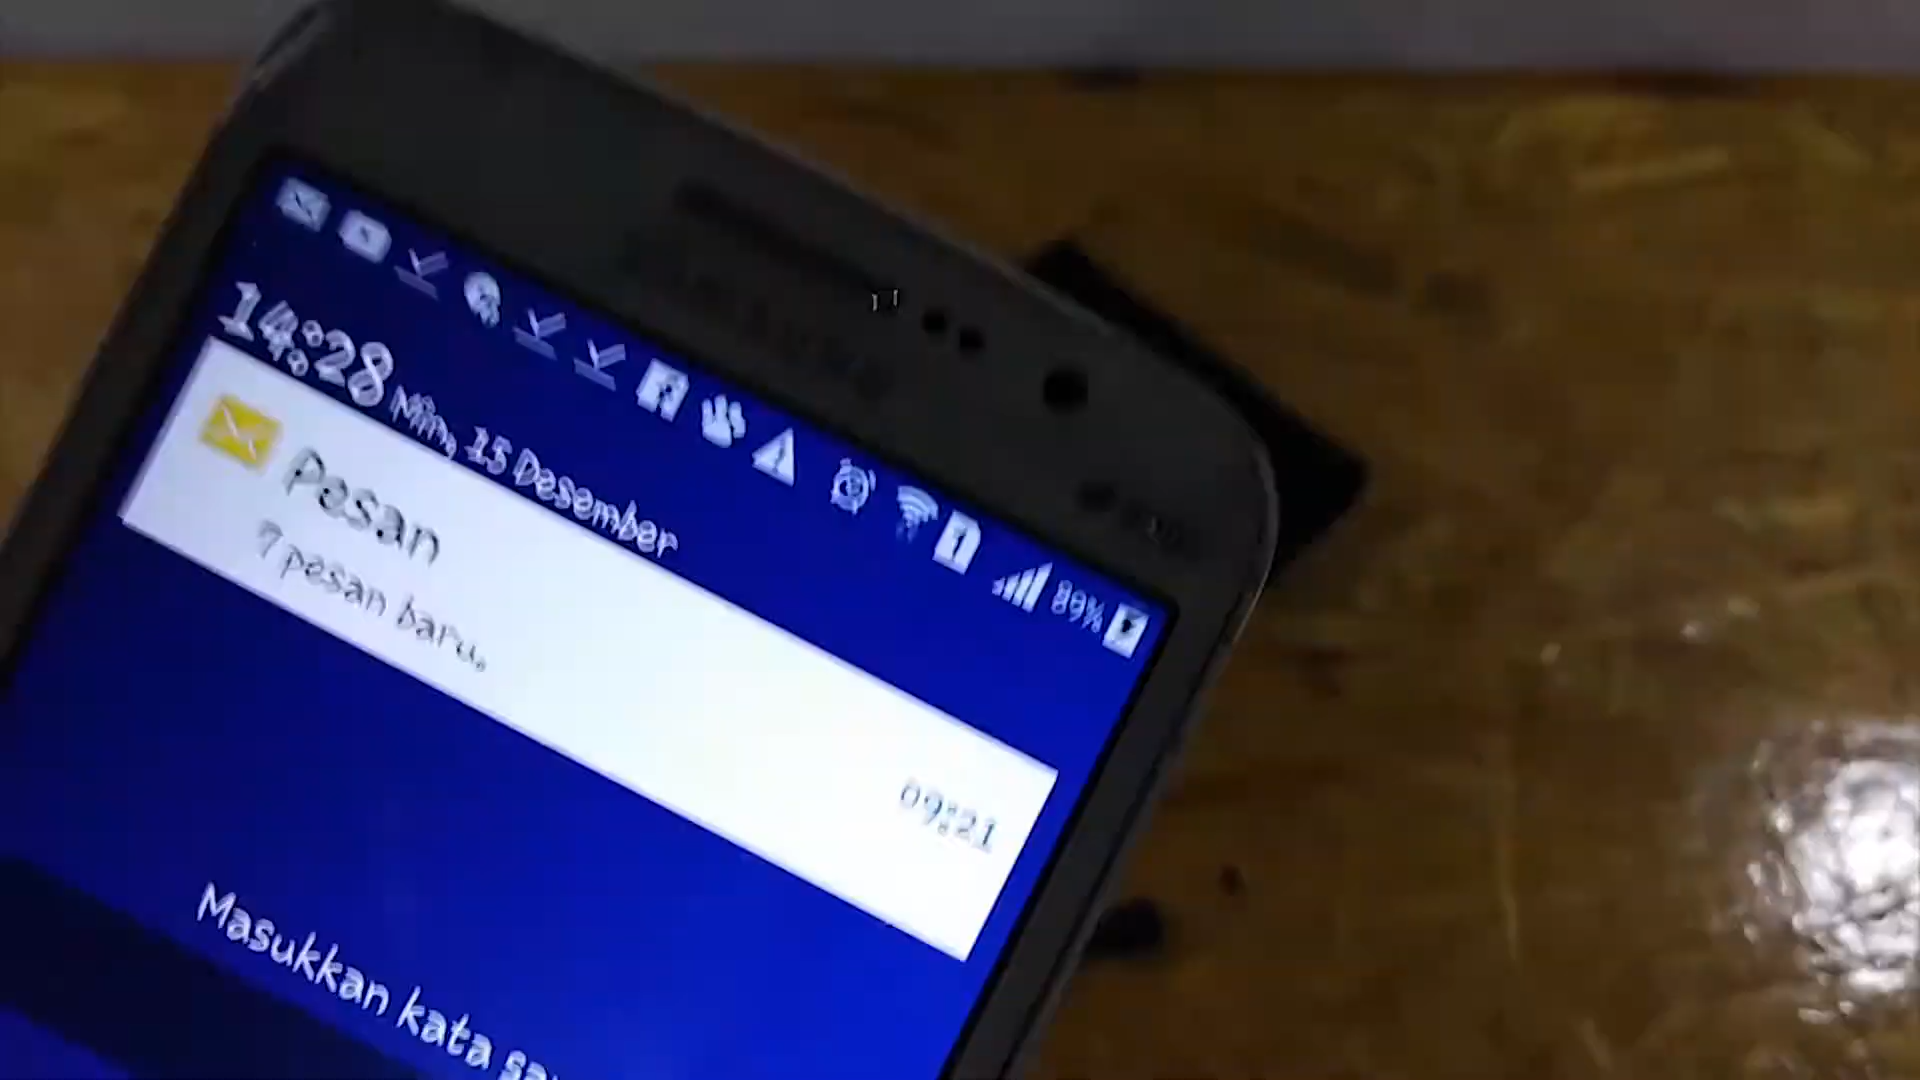 14:28 Min, 15 Desember
89%
Pesan
7 pesan baru.
09:21
Masukkan kata